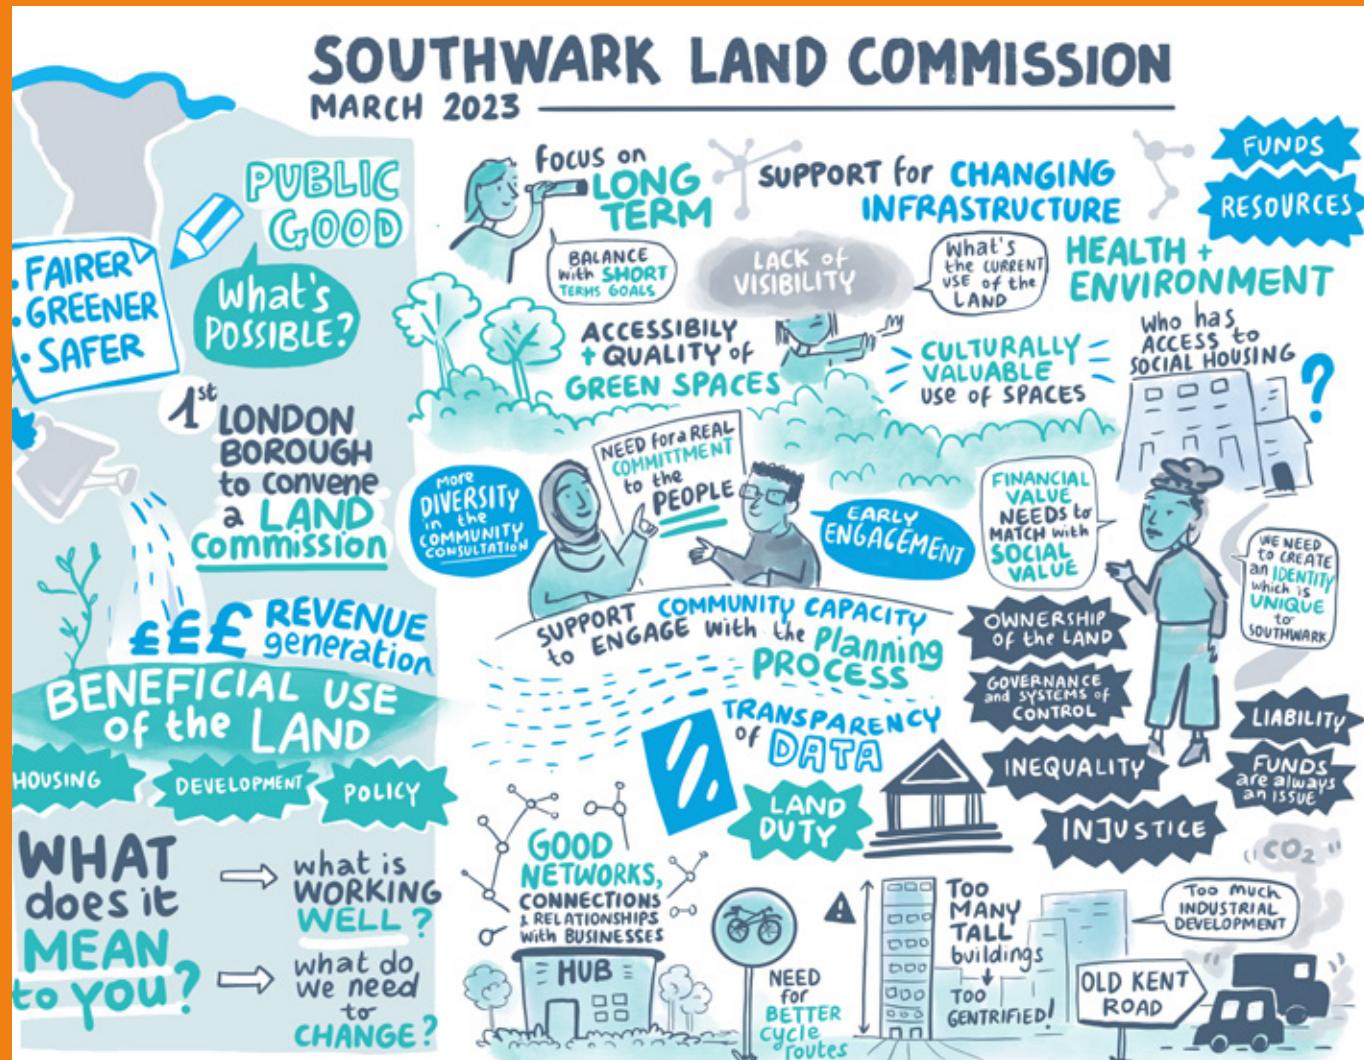 SOUTHWARK LAND COMMISSION
MARCH 2023
PUBLIC
GOOD
What's
POSSIBLE?
• FAIRER
• GREENER
• SAFER
1st
LONDON
BOROUGH
to convene
a LAND
Commission
£££ REVENUE
generation
BENEFICIAL USE
of the LAND
HOUSING
DEVELOPMENT
POLICY
WHAT
does it
MEAN
to YOU?
what is
WORKING
WELL?
what do
we need
to
CHANGE?
FOCUS on
LONG
TERM
BALANCE
with SHORT
TERMS GOALS
SUPPORT for CHANGING
INFRASTRUCTURE
FUNDS
RESOURCES
LACK of
VISIBILITY
What's
the CURRENT
USE of the
LAND
HEALTH +
ENVIRONMENT
ACCESSIBILY
+ QUALITY of
GREEN SPACES
CULTURALLY
VALUABLE
USE of SPACES
Who has
ACCESS to
SOCIAL HOUSING
?
More
DIVERSITY
in the
COMMUNITY
CONSULTATION
NEED for a REAL
COMMITTMENT
to the
PEOPLE
EARLY
ENGAGEMENT
FINANCIAL
VALUE
NEEDS to
MATCH with
SOCIAL
VALUE
WE NEED
to CREATE
an IDENTITY
which is
UNIQUE
to
SOUTHWARK
SUPPORT COMMUNITY CAPACITY
to ENGAGE with the Planning
PROCESS
OWNERSHIP
of the LAND
GOVERNANCE
and SYSTEMS of
CONTROL
INEQUALITY
INJUSTICE
LIABILITY
FUNDS
are always
an ISSUE
TRANSPARENCY
of DATA
LAND
DUTY
GOOD
NETWORKS,
CONNECTIONS
& RELATIONSHIPS
with BUSINESSES
HUB
NEED
for
BETTER
cycle
routes
TOO
MANY
TALL
buildings
TOO
GENTRIFIED!
CO2
Too much
INDUSTRIAL
DEVELOPMENT
OLD KENT
ROAD